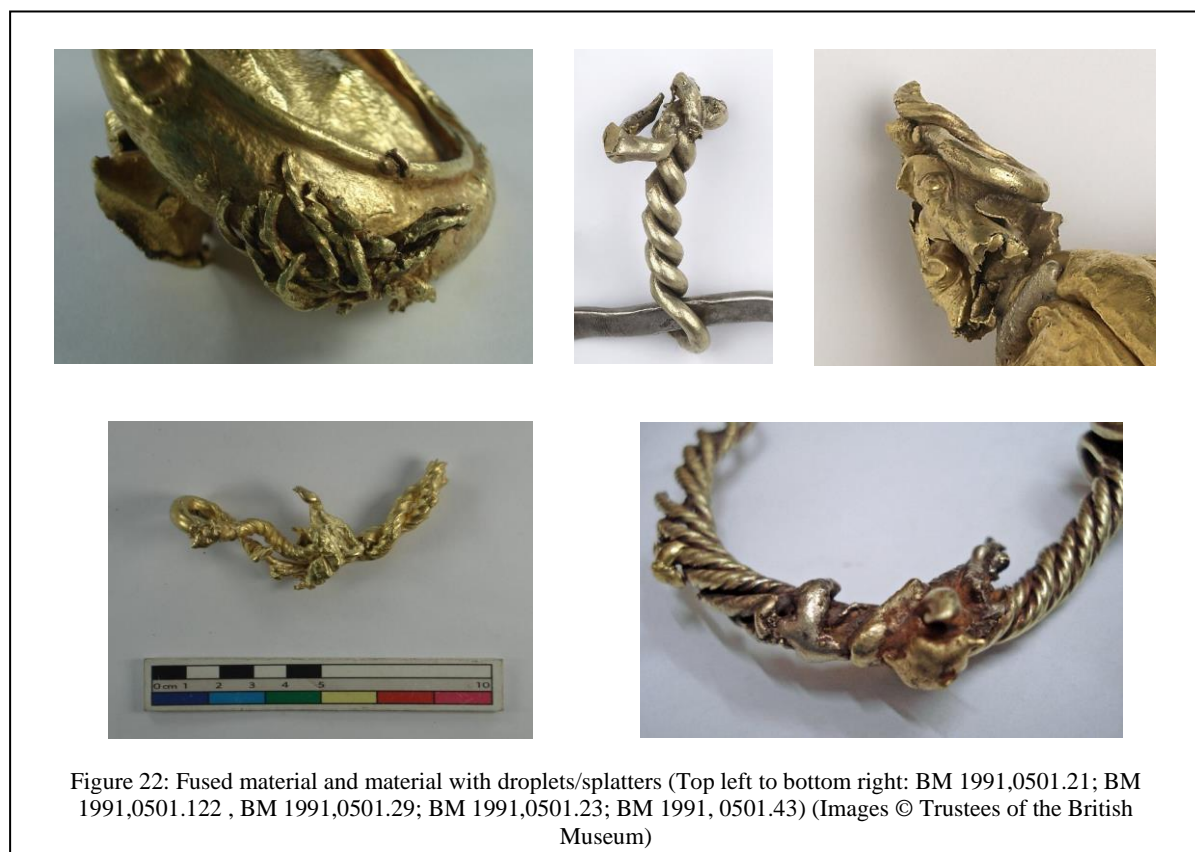 0cm 1 2 3 4 5 10
Figure 22: Fused material and material with droplets/splatters (Top left to bottom right: BM 1991,0501.21; BM
1991,0501.122 , BM 1991,0501.29; BM 1991,0501.23; BM 1991, 0501.43) (Images © Trustees of the British
Museum)